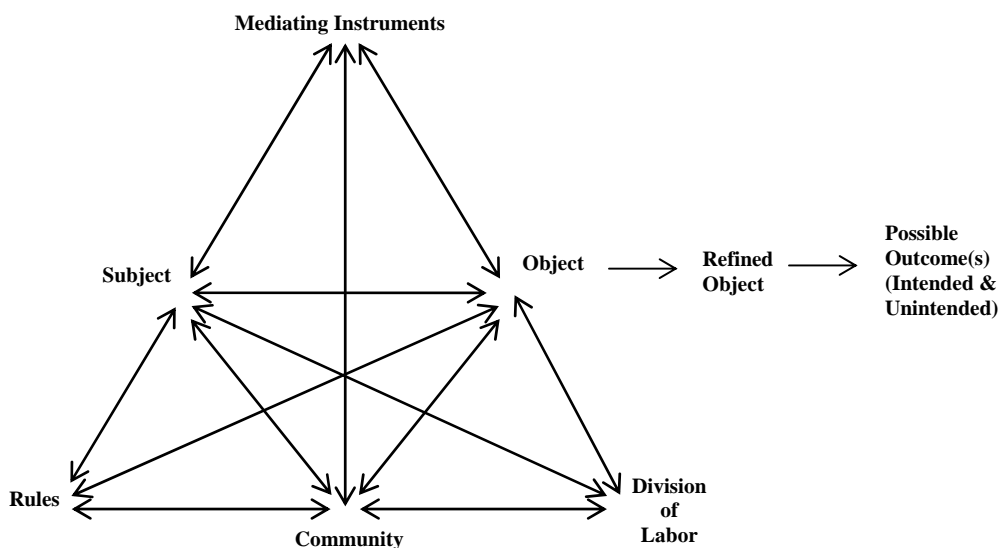 Mediating Instruments
Subject
Object
Refined
Object
Possible
Outcome(s)
(Intended &
Unintended)
Rules
Community
Division
of
Labor